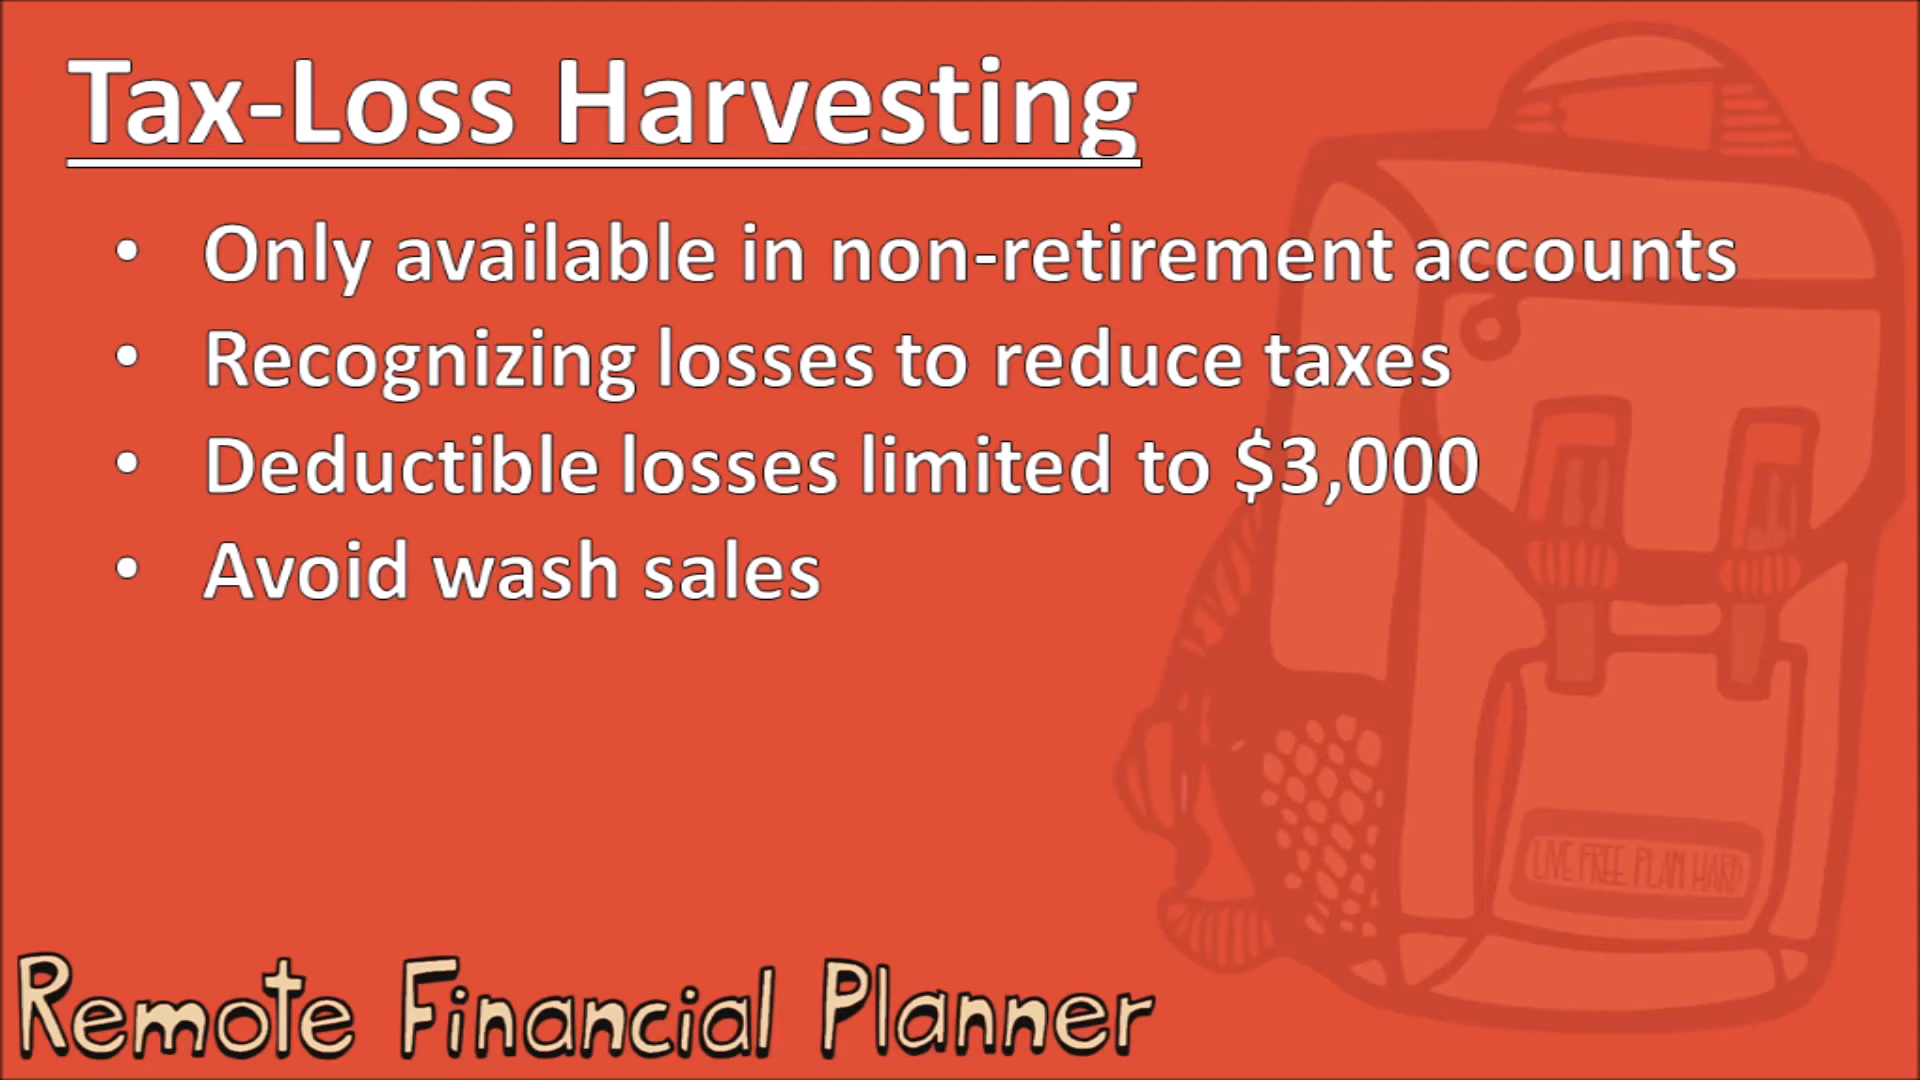 Tax-Loss Harvesting
• Only available in non-retirement accounts
• Recognizing losses to reduce taxes
• Deductible losses limited to $3,000
• Avoid wash sales
LIVE FREE PLAN HARD
Remote Financial Planner